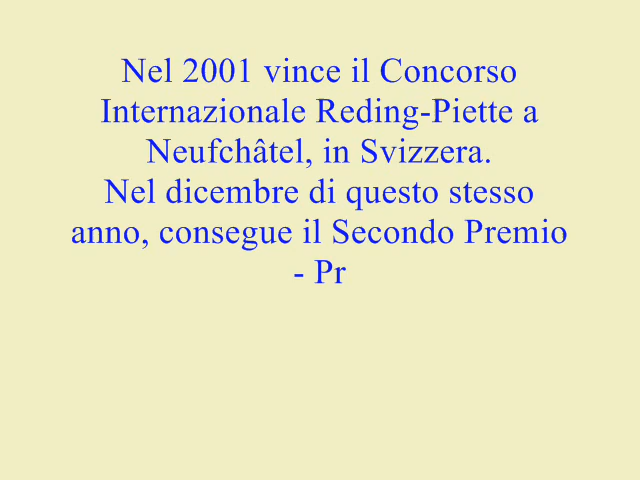 Nel 2001 vince il Concorso
Internazionale Reding-Piette a
Neufchâtel, in Svizzera.
Nel dicembre di questo stesso
anno, consegue il Secondo Premio
- Pr